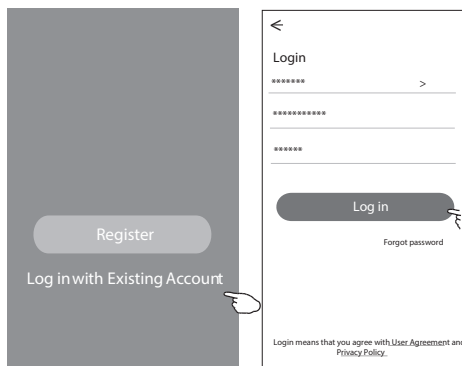 Register
Log in with Existing Account
Login
******* >
***********
******
Log in
Forgot password
Login means that you agree with User Agreement and
Privacy Policy